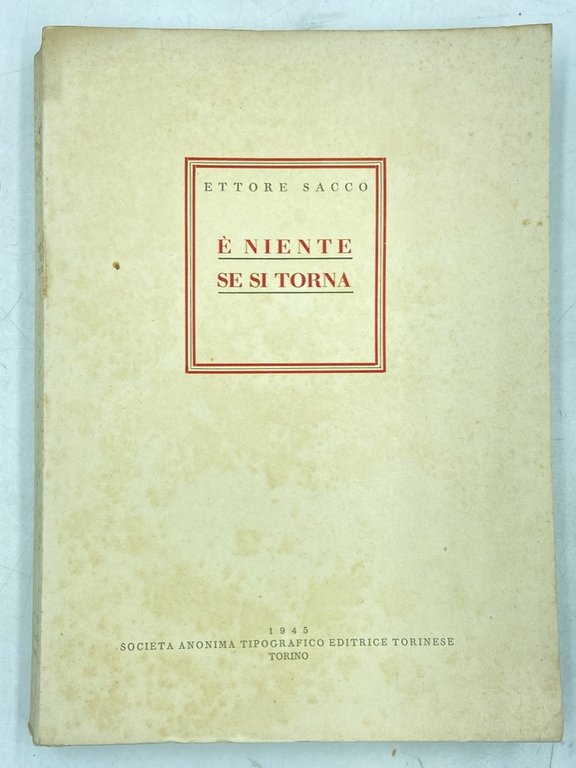 ETTORE SACCO
È NIENTE
SE SI TORNA
1945
SOCIETA ANONIMA TIPOGRAFICO EDITRICE TORINESE
TORINO